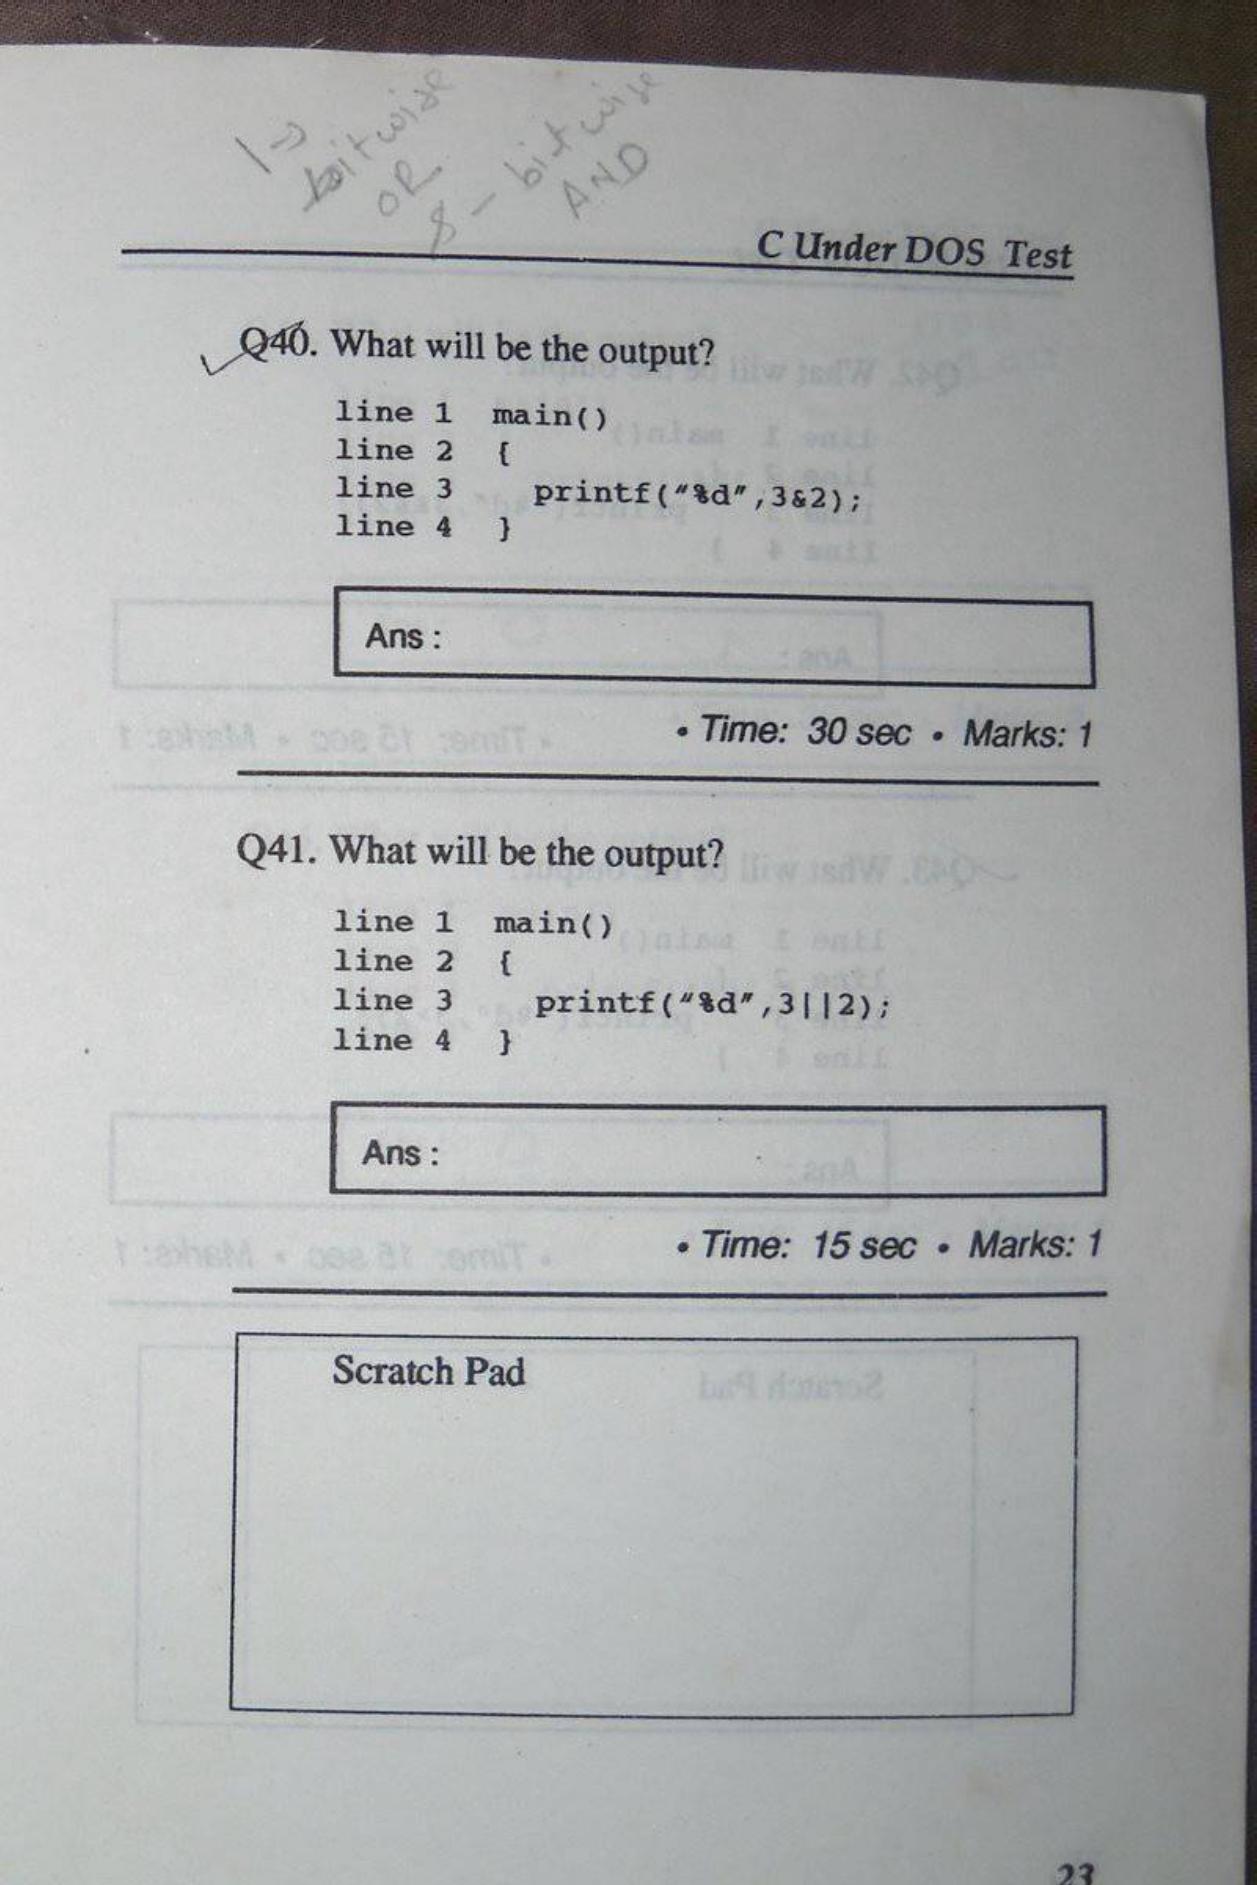 1→ bitwise
OR
& - bitwise
AND
C Under DOS Test
Q40. What will be the output?
line 1 main()
line 2 {
line 3 printf("%d",3&2);
line 4 }
Ans :
• Time: 30 sec • Marks: 1
Q41. What will be the output?
line 1 main()
line 2 {
line 3 printf("%d",3||2);
line 4 }
Ans :
• Time: 15 sec • Marks: 1
Scratch Pad
23